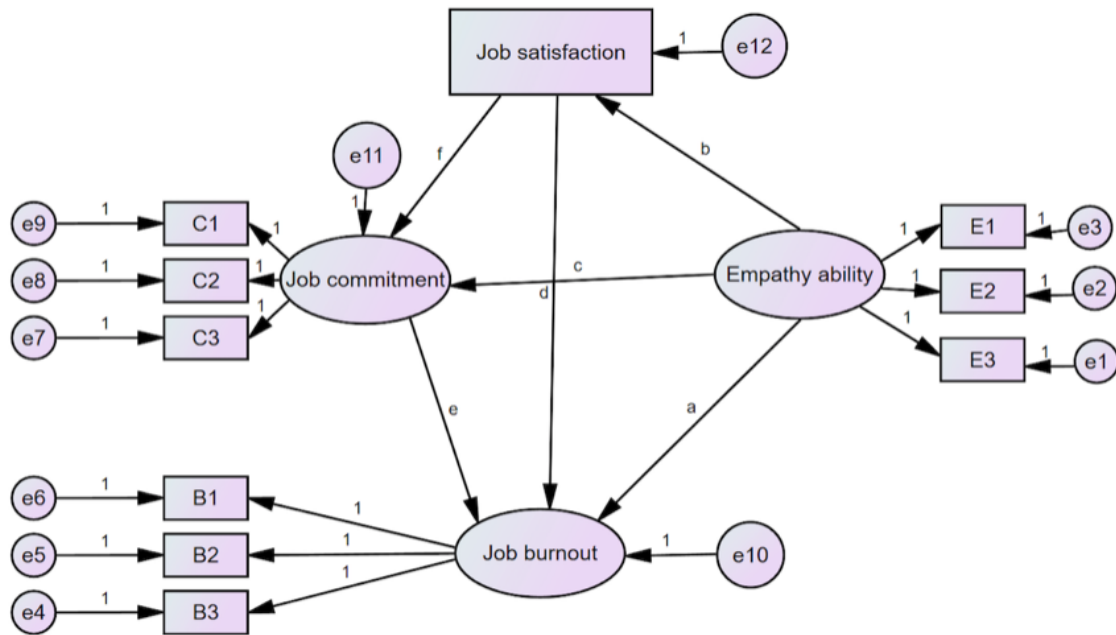 Job satisfaction
1
e12
f
b
e11
1
e9
1
C1
1
E1
1
1
e3
e8
1
C2
1
Job commitment
c
d
Empathy ability
1
E2
1
e2
e7
1
C3
1
1
E3
1
e1
e
a
e6
1
B1
1
e5
1
B2
1
Job burnout
1
e10
e4
1
B3
1